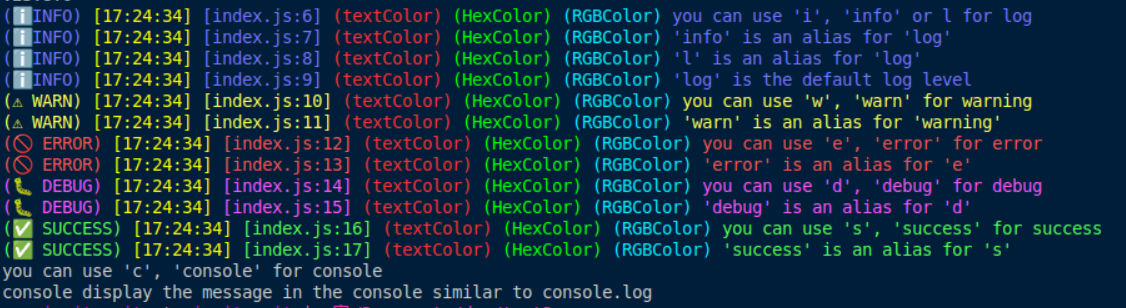 (ℹ️INFO) [17:24:34] [index.js:6] (textColor) (HexColor) (RGBColor) you can use 'i', 'info' or l for log
(ℹ️INFO) [17:24:34] [index.js:7] (textColor) (HexColor) (RGBColor) 'info' is an alias for 'log'
(ℹ️INFO) [17:24:34] [index.js:8] (textColor) (HexColor) (RGBColor) 'l' is an alias for 'log'
(ℹ️INFO) [17:24:34] [index.js:9] (textColor) (HexColor) (RGBColor) 'log' is the default log level
(⚠ WARN) [17:24:34] [index.js:10] (textColor) (HexColor) (RGBColor) you can use 'w', 'warn' for warning
(⚠ WARN) [17:24:34] [index.js:11] (textColor) (HexColor) (RGBColor) 'warn' is an alias for 'warning'
(🚫 ERROR) [17:24:34] [index.js:12] (textColor) (HexColor) (RGBColor) you can use 'e', 'error' for error
(🚫 ERROR) [17:24:34] [index.js:13] (textColor) (HexColor) (RGBColor) 'error' is an alias for 'e'
(🐛 DEBUG) [17:24:34] [index.js:14] (textColor) (HexColor) (RGBColor) you can use 'd', 'debug' for debug
(🐛 DEBUG) [17:24:34] [index.js:15] (textColor) (HexColor) (RGBColor) 'debug' is an alias for 'd'
(✅ SUCCESS) [17:24:34] [index.js:16] (textColor) (HexColor) (RGBColor) you can use 's', 'success' for success
(✅ SUCCESS) [17:24:34] [index.js:17] (textColor) (HexColor) (RGBColor) 'success' is an alias for 's'
you can use 'c', 'console' for console
console display the message in the console similar to console.log